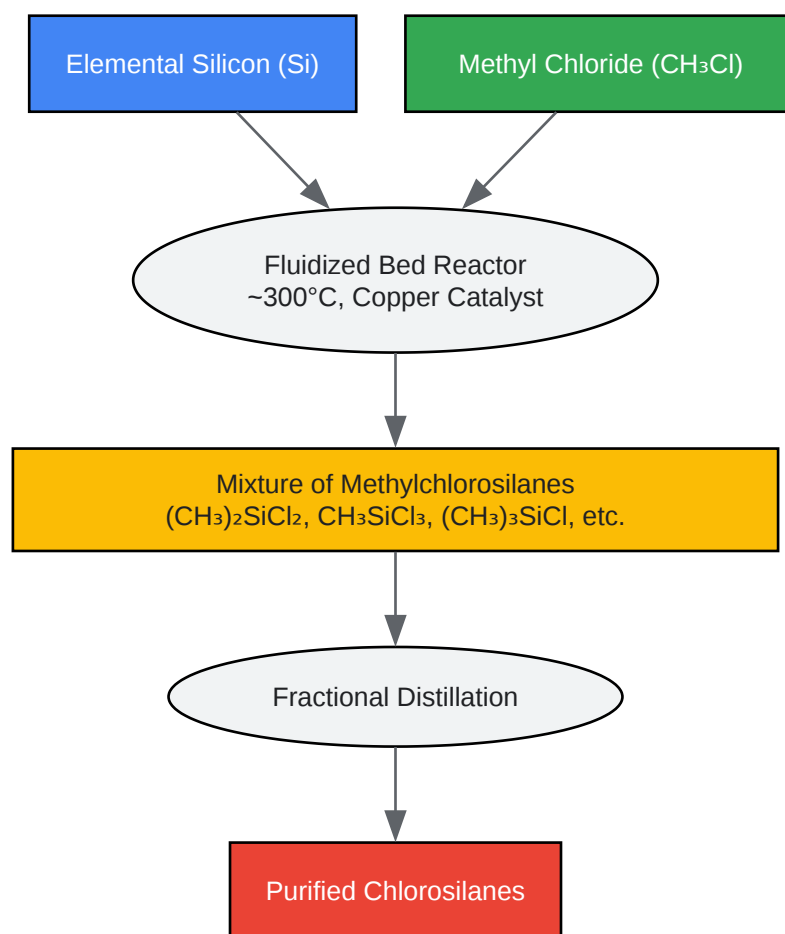 Elemental Silicon (Si)
Methyl Chloride (CH₃Cl)
Fluidized Bed Reactor
~300°C, Copper Catalyst
Mixture of Methylchlorosilanes
(CH₃)₂SiCl₂, CH₃SiCl₃, (CH₃)₃SiCl, etc.
Fractional Distillation
Purified Chlorosilanes